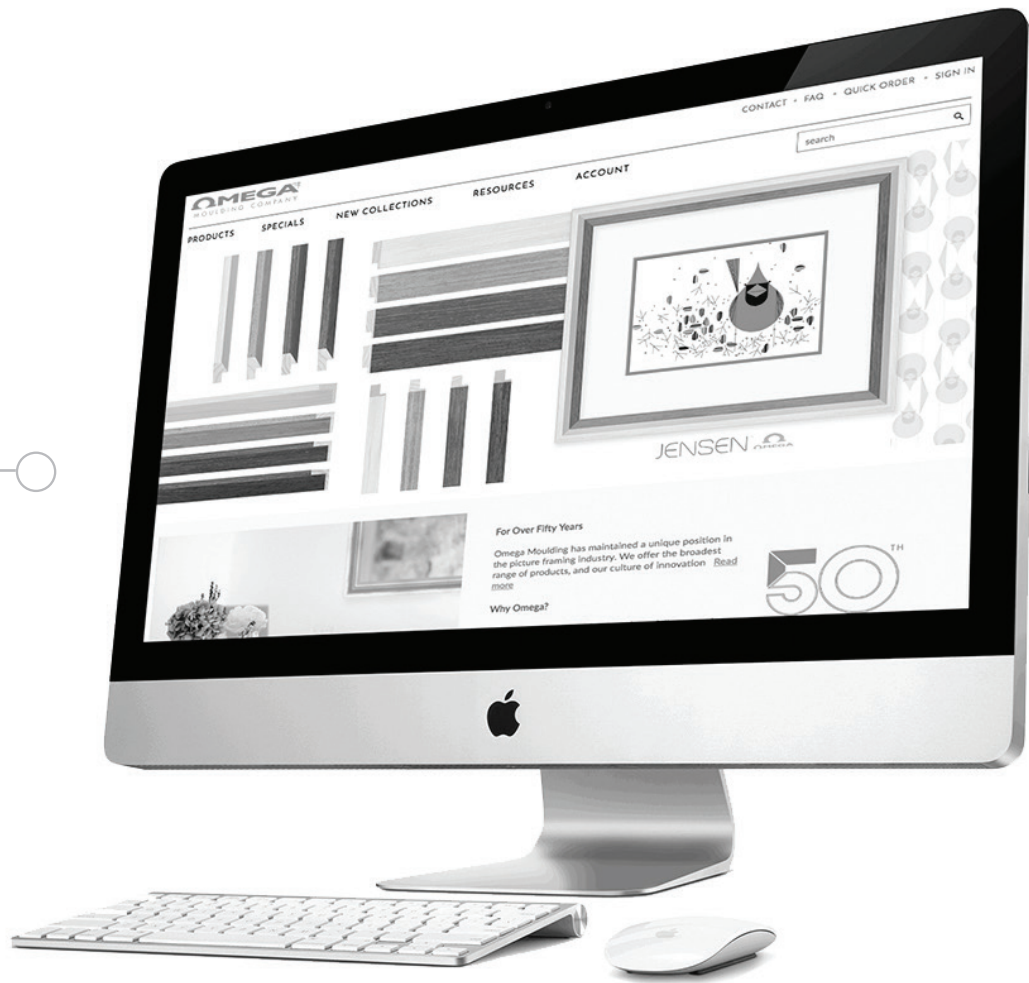 CONTACT • FAQ • QUICK ORDER • SIGN IN
search
OMEGA
MOULDING COMPANY
PRODUCTS SPECIALS NEW COLLECTIONS RESOURCES ACCOUNT
JENSEN OMEGA
For Over Fifty Years
Omega Moulding has maintained a unique position in
the picture framing industry. We offer the broadest
range of products, and our culture of innovation Read
more
50TH
Why Omega?